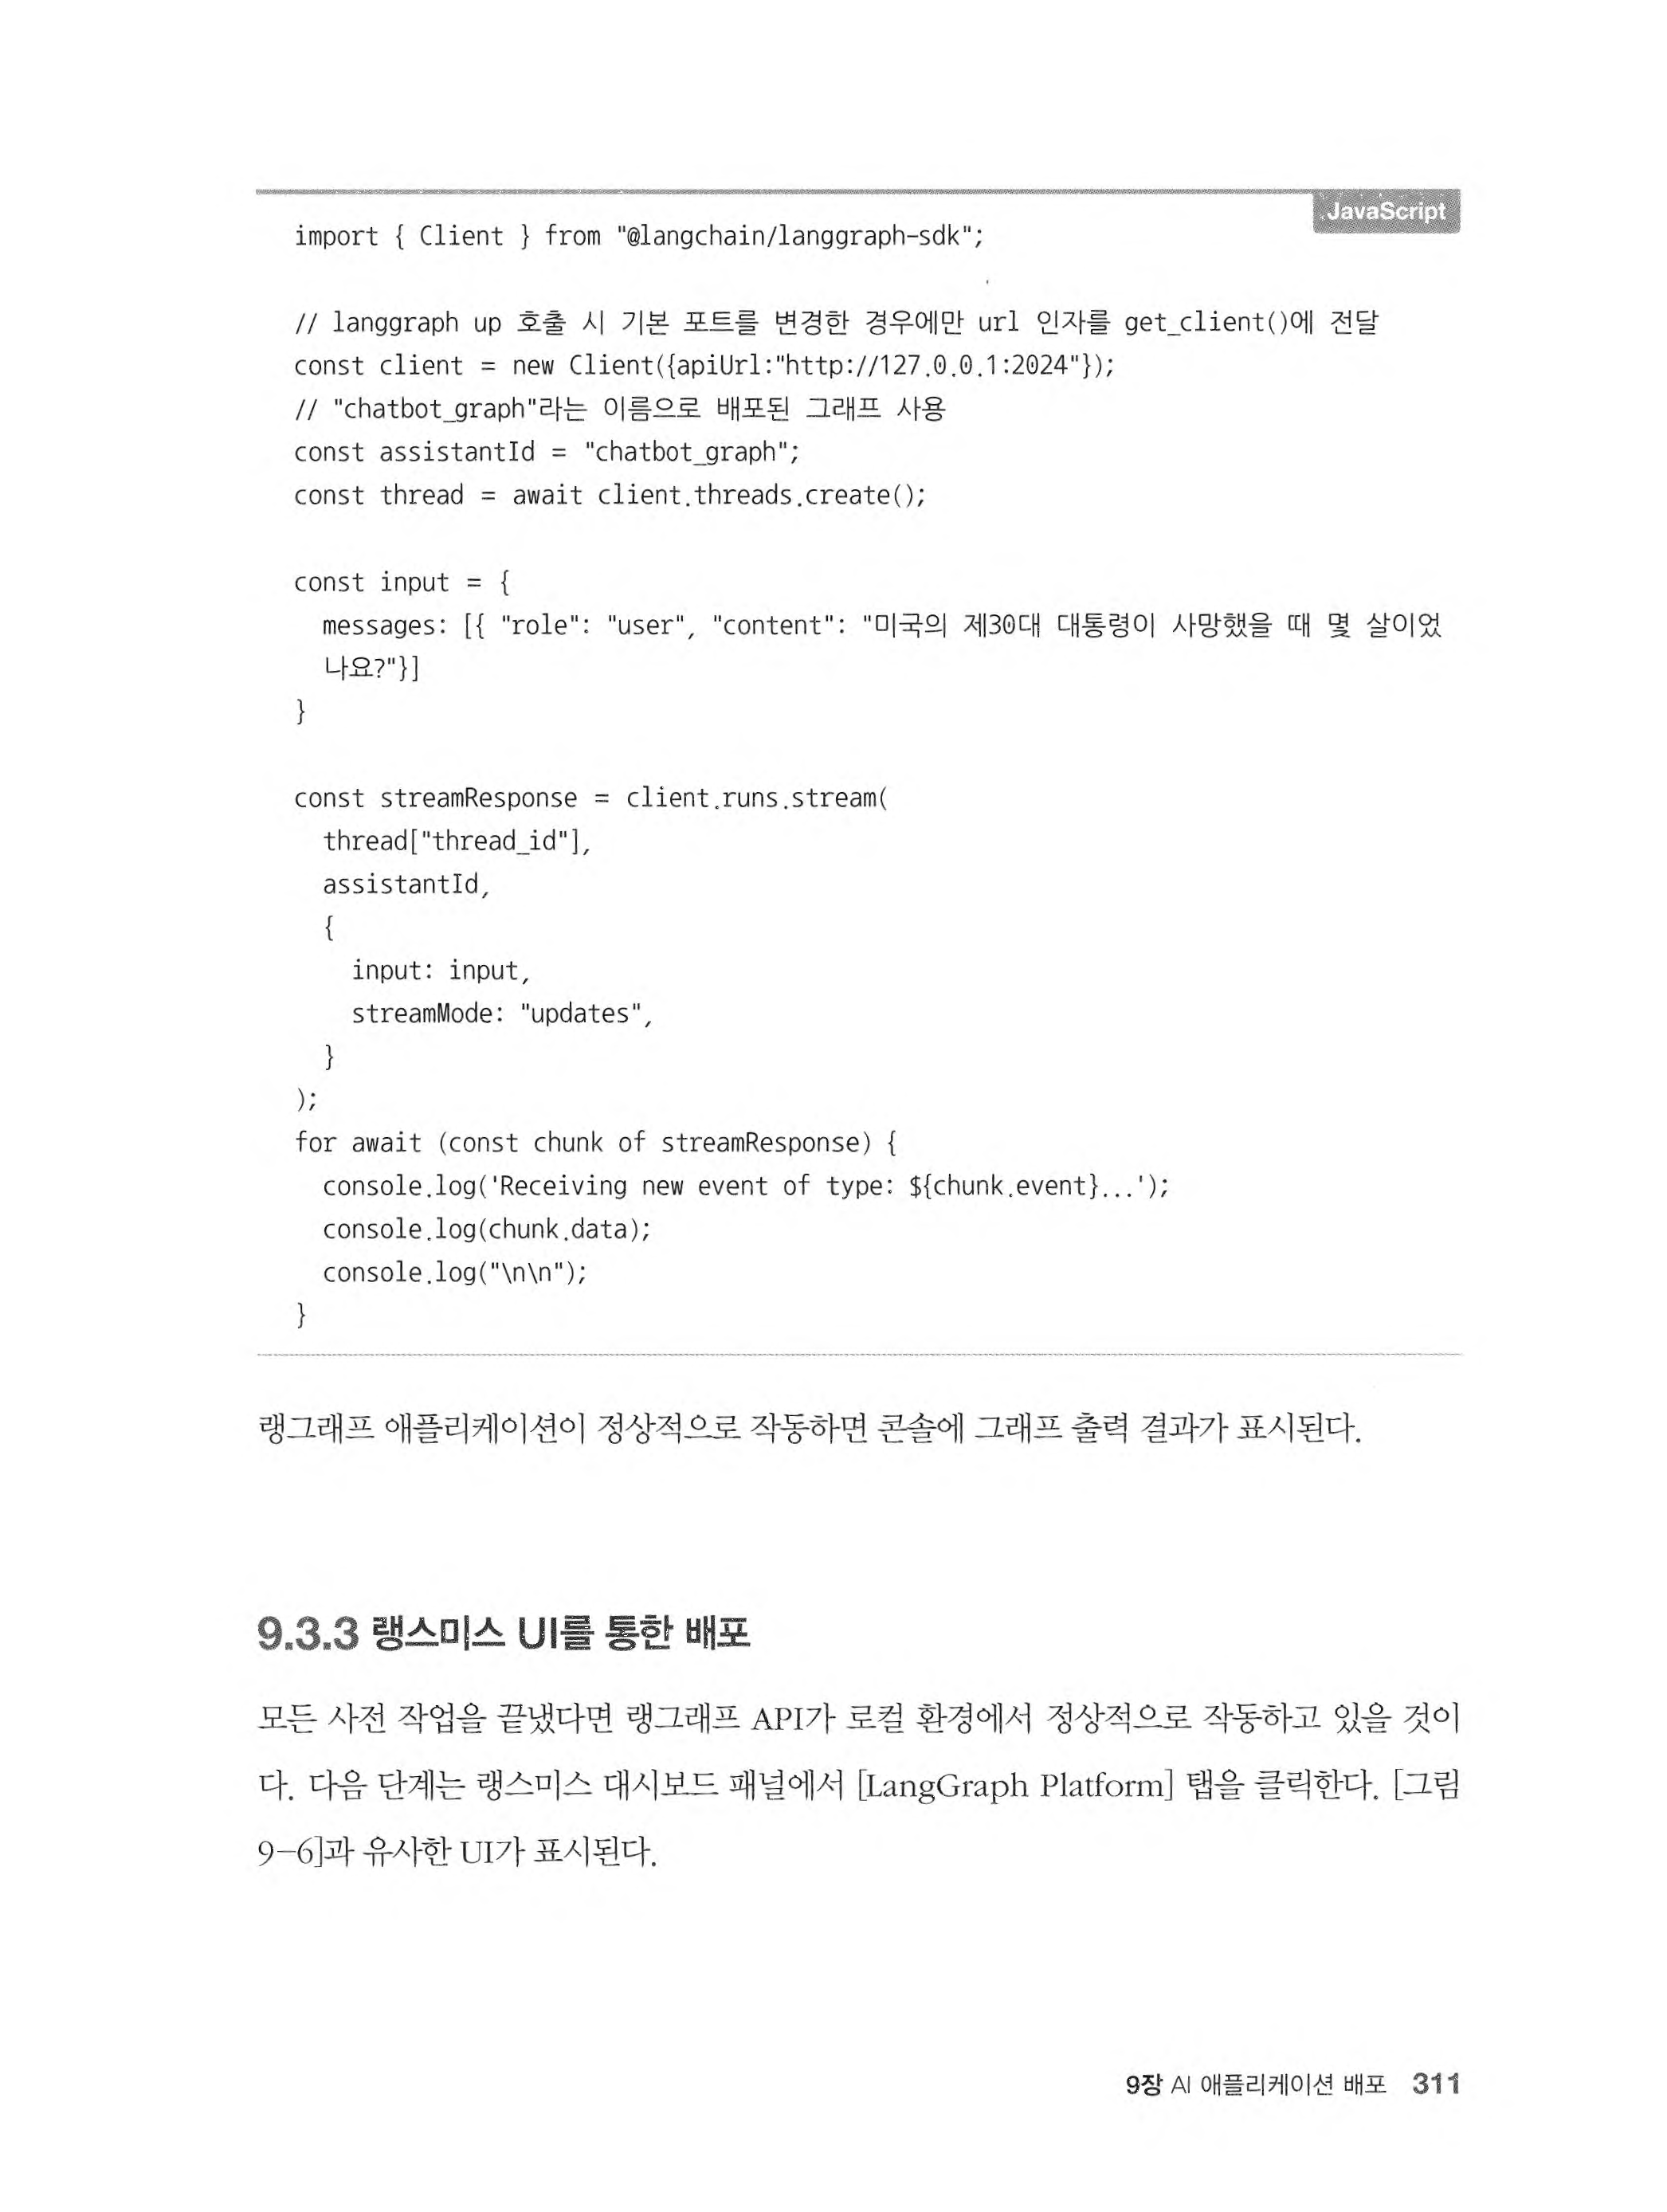 JavaScript
import { Client } from "@langchain/langgraph-sdk";
// langgraph up 호출 시 기본 포트를 변경한 경우에만 url 인자를 get_client()에 전달
const client = new Client({apiUrl:"http://127.0.0.1:2024"});
// "chatbot_graph"라는 이름으로 배포된 그래프 사용
const assistantId = "chatbot_graph";
const thread = await client.threads.create();
const input = {
  messages: [{ "role": "user", "content": "미국의 제30대 대통령이 사망했을 때 몇 살이었
  나요?"}]
}
const streamResponse = client.runs.stream(
  thread["thread_id"],
  assistantId,
  {
    input: input,
    streamMode: "updates",
  }
);
for await (const chunk of streamResponse) {
  console.log('Receiving new event of type: ${chunk.event}...');
  console.log(chunk.data);
  console.log("\n\n");
}
랭그래프 애플리케이션이 정상적으로 작동하면 콘솔에 그래프 출력 결과가 표시된다.
9.3.3 랭스미스 UI를 통한 배포
모든 사전 작업을 끝냈다면 랭그래프 API가 로컬 환경에서 정상적으로 작동하고 있을 것이
다. 다음 단계는 랭스미스 대시보드 패널에서 [LangGraph Platform] 탭을 클릭한다. [그림
9-6]과 유사한 UI가 표시된다.
9장 AI 애플리케이션 배포 311